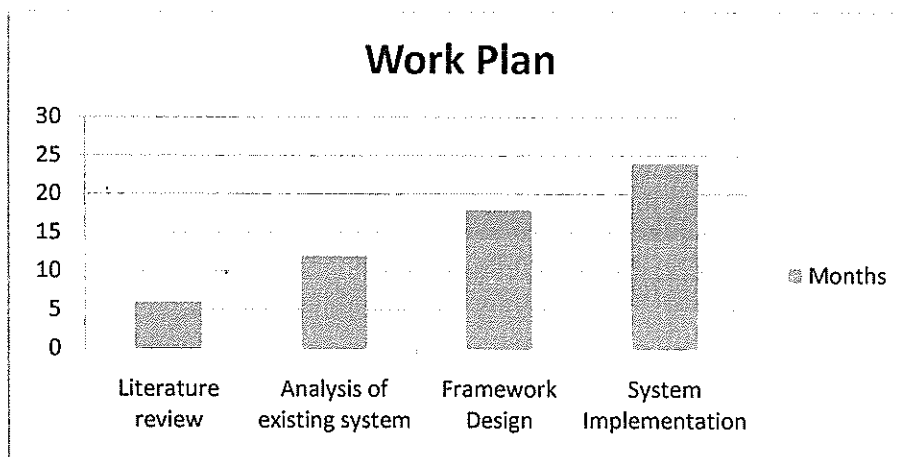 Work Plan
30
25
20
15
10
5
0
Months
Literature
review
Analysis of
existing system
Framework
Design
System
Implementation